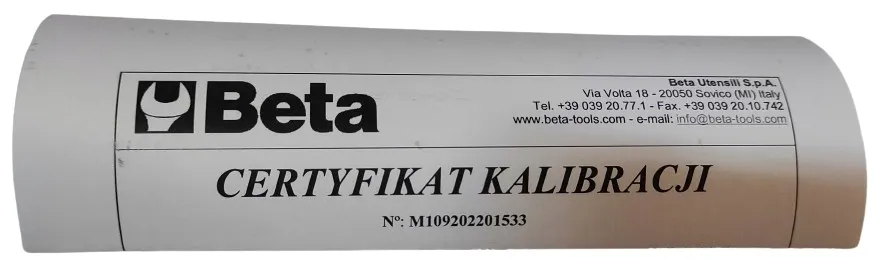 Beta
Beta Utensili S.p.A.
Via Volta 18 - 20050 Sovico (MI) Italy
Tel. +39 039 20.77.1 - Fax. +39 039 20.10.742
www.beta-tools.com - e-mail: info@beta-tools.com
CERTYFIKAT KALIBRACJI
Nº: M109202201533